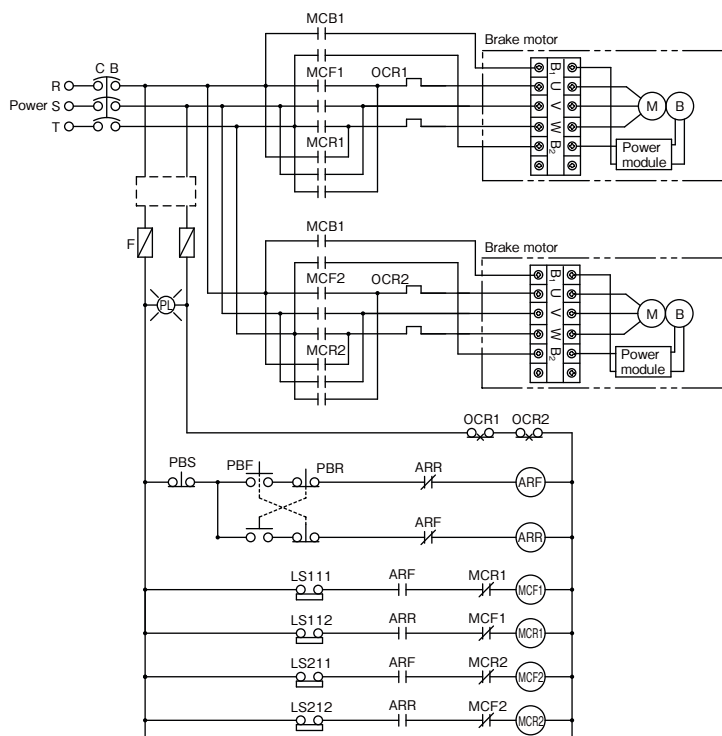 MCB1
Brake motor
C B
MCF1
OCR1
R
Power S
T
MCR1
B1
U
V
W
B2
M
B
Power
module
F
MCB1
Brake motor
MCF2
OCR2
PL
MCR2
B1
U
V
W
B2
M
B
Power
module
OCR1
OCR2
PBS
PBF
PBR
ARR
ARF
ARF
ARR
LS111
ARF
MCR1
MCF1
LS112
ARR
MCF1
MCR1
LS211
ARF
MCR2
MCF2
LS212
ARR
MCF2
MCR2